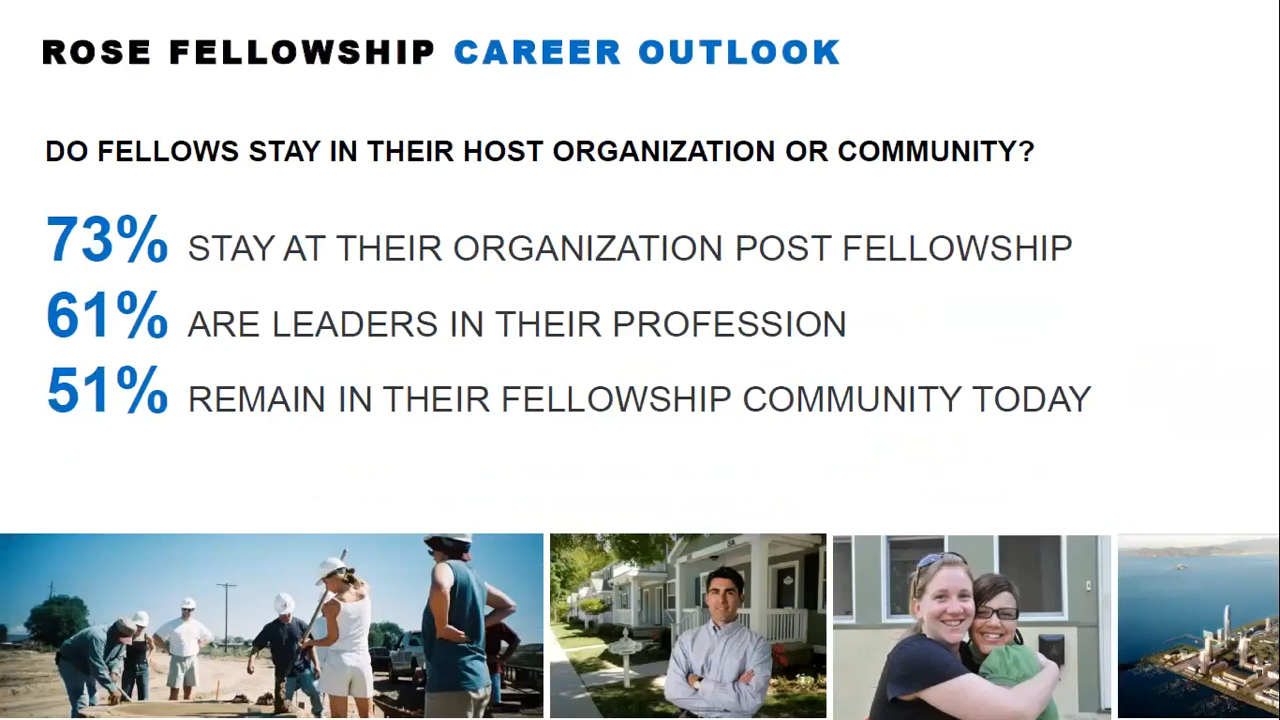 ROSE FELLOWSHIP CAREER OUTLOOK
DO FELLOWS STAY IN THEIR HOST ORGANIZATION OR COMMUNITY?
73% STAY AT THEIR ORGANIZATION POST FELLOWSHIP
61% ARE LEADERS IN THEIR PROFESSION
51% REMAIN IN THEIR FELLOWSHIP COMMUNITY TODAY